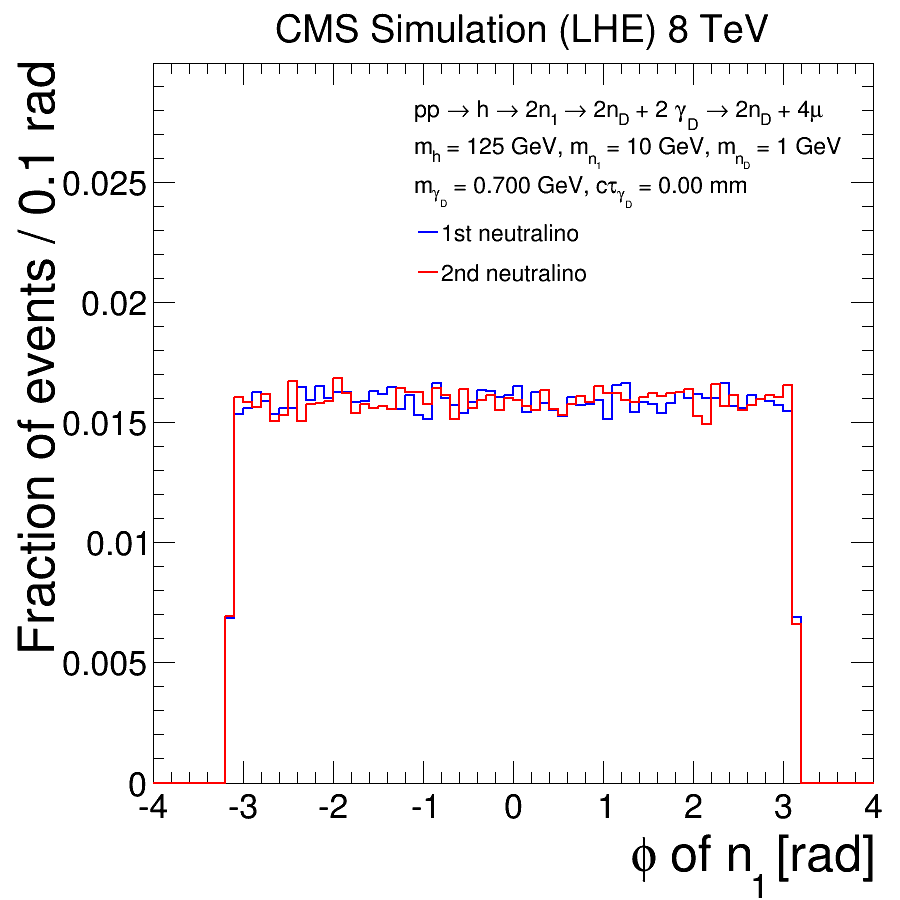 CMS Simulation (LHE) 8 TeV
pp → h → 2n1 → 2nD + 2 γD → 2nD + 4μ
mh = 125 GeV, mn1 = 10 GeV, mnD = 1 GeV
mγD = 0.700 GeV, cτγD = 0.00 mm
1st neutralino
2nd neutralino
Fraction of events / 0.1 rad
0.025
0.02
0.015
0.01
0.005
0
-4 -3 -2 -1 0 1 2 3 4
ϕ of n1 [rad]